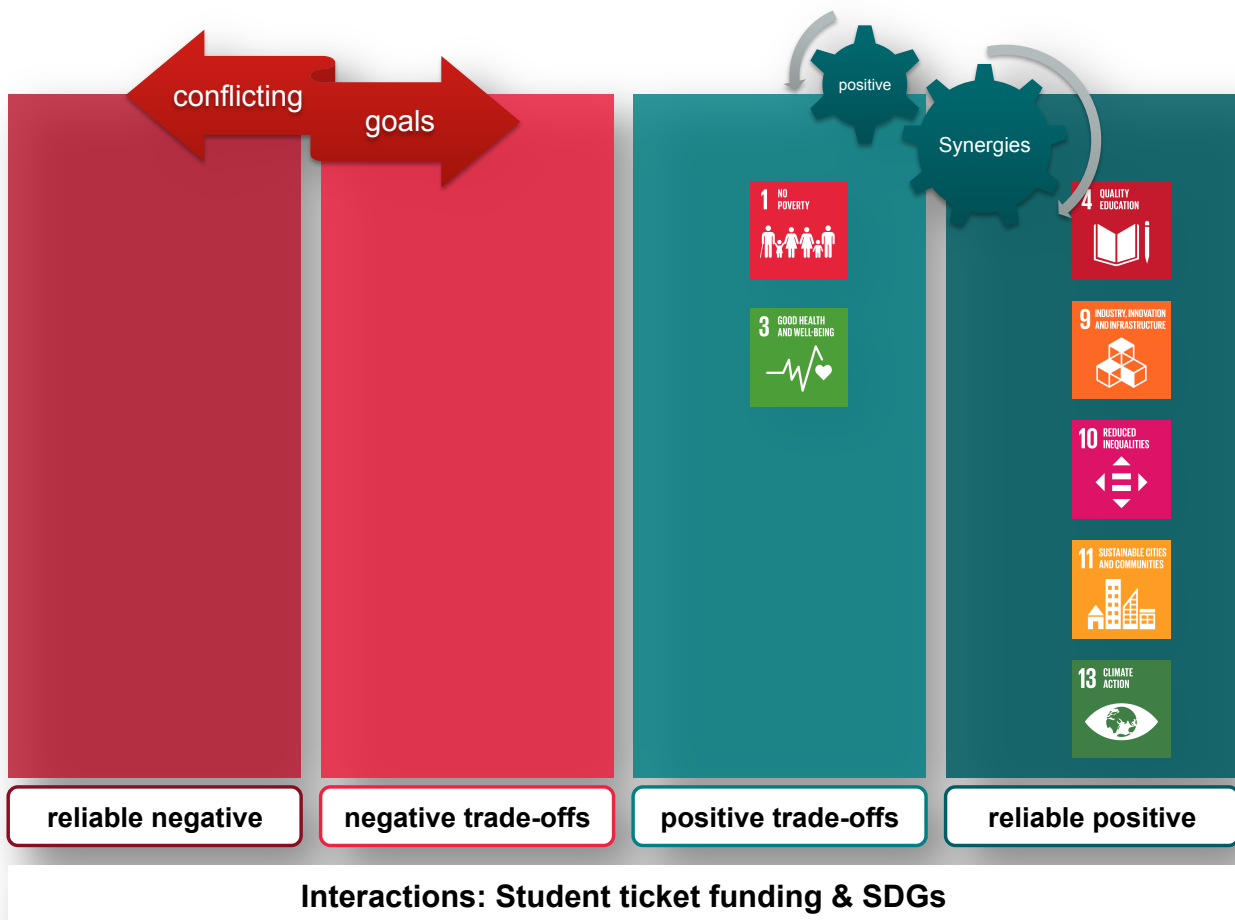 conflicting
goals
positive
Synergies
1 NO
POVERTY
3 GOOD HEALTH
AND WELL-BEING
4 QUALITY
EDUCATION
9 INDUSTRY, INNOVATION
AND INFRASTRUCTURE
10 REDUCED
INEQUALITIES
11 SUSTAINABLE CITIES
AND COMMUNITIES
13 CLIMATE
ACTION
reliable negative
negative trade-offs
positive trade-offs
reliable positive
Interactions: Student ticket funding & SDGs